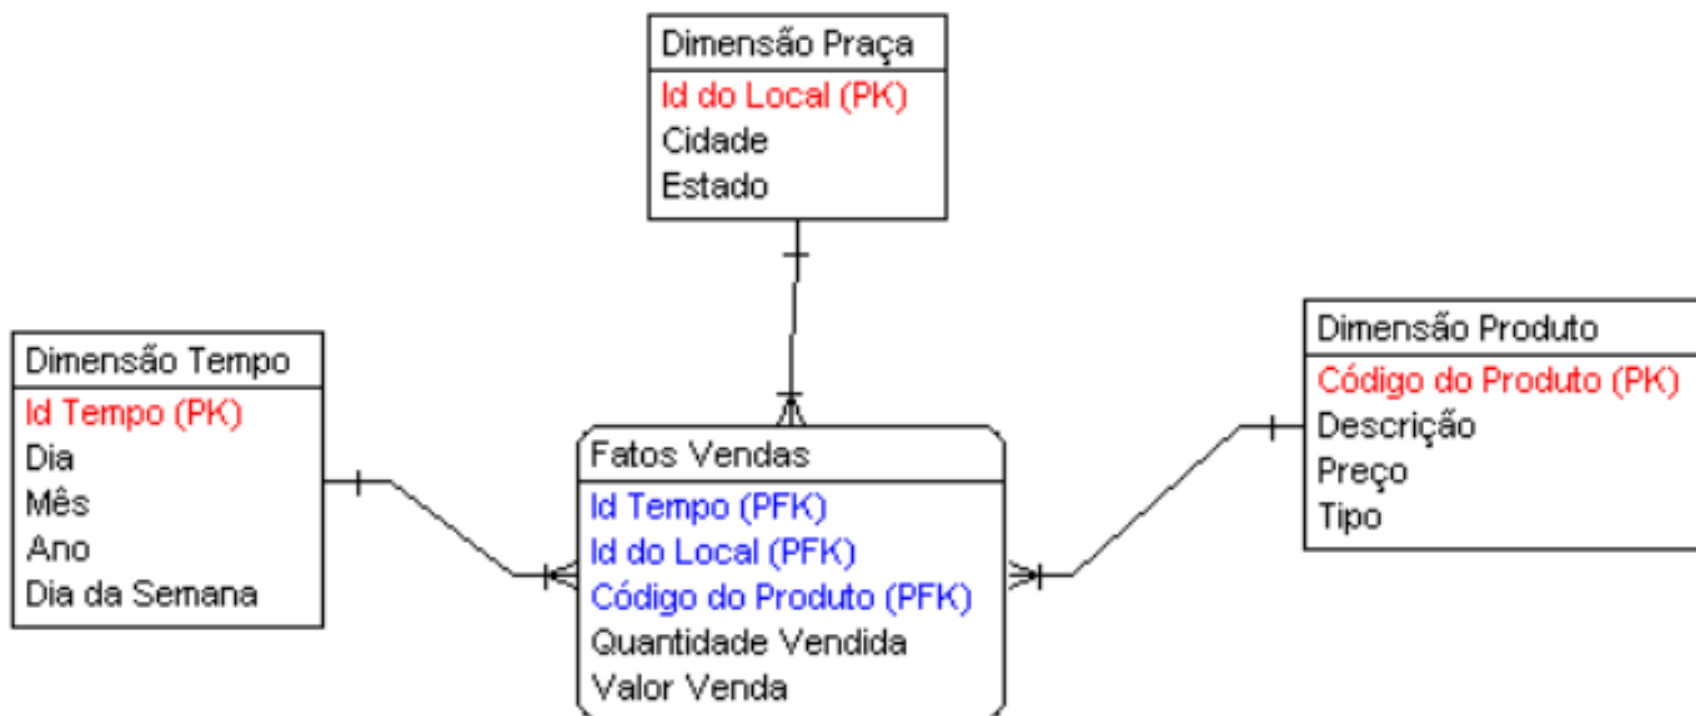 Dimensão Praça
Id do Local (PK)
Cidade
Estado
Dimensão Tempo
Id Tempo (PK)
Dia
Mês
Ano
Dia da Semana
Fatos Vendas
Id Tempo (PFK)
Id do Local (PFK)
Código do Produto (PFK)
Quantidade Vendida
Valor Venda
Dimensão Produto
Código do Produto (PK)
Descrição
Preço
Tipo